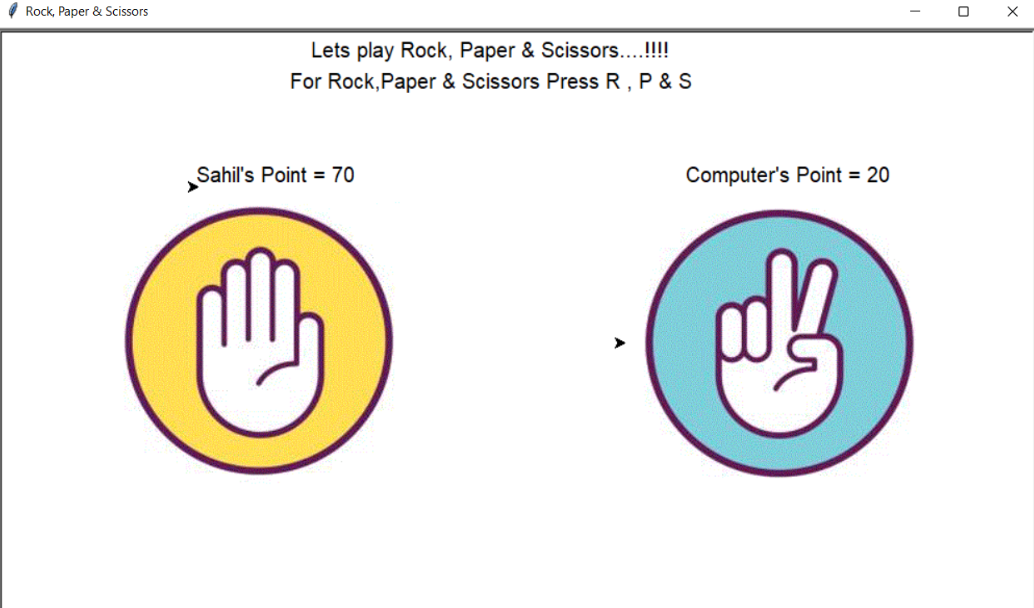 Rock, Paper & Scissors
Lets play Rock, Paper & Scissors....!!!!
For Rock,Paper & Scissors Press R , P & S
Sahil's Point = 70
Computer's Point = 20